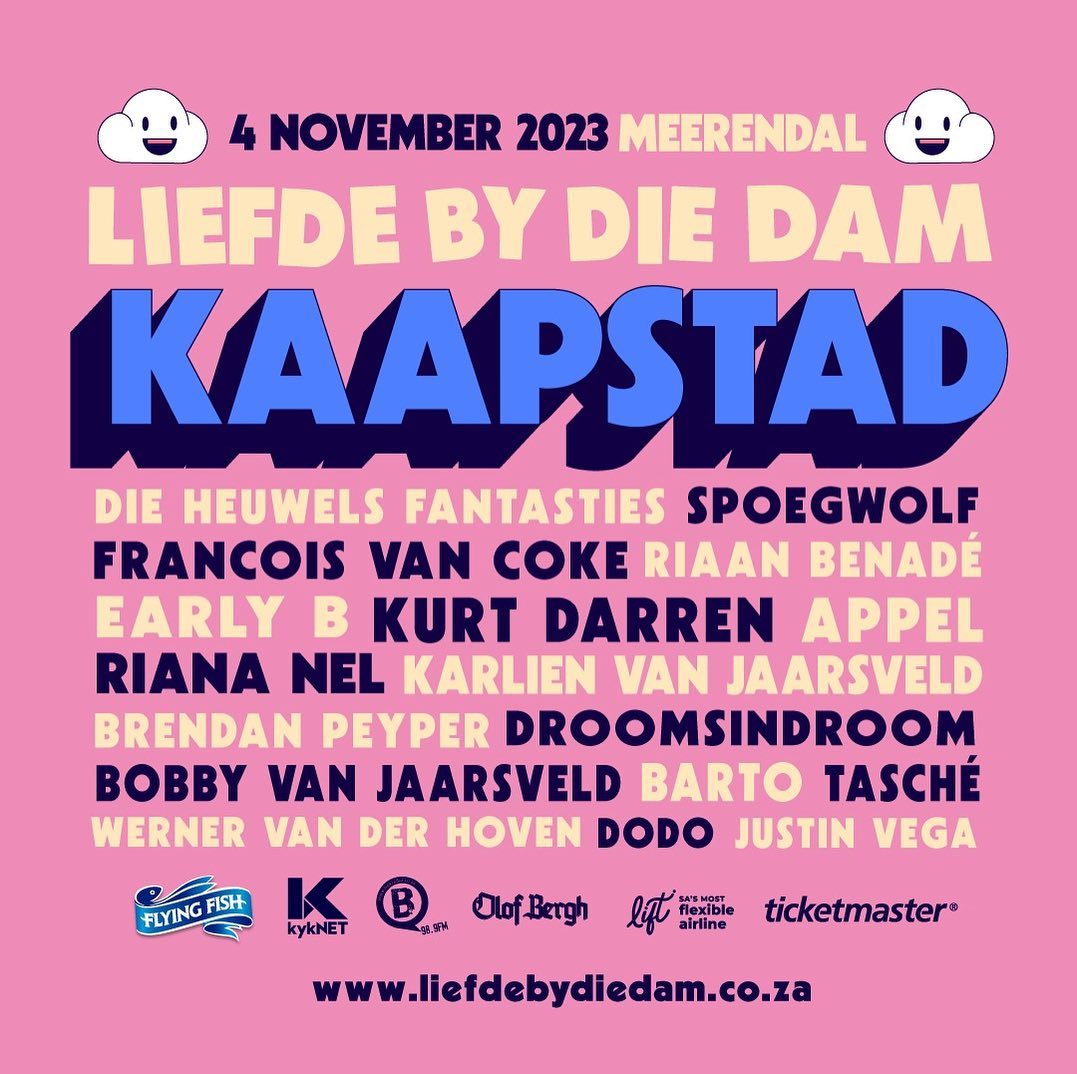 4 NOVEMBER 2023 MEERENDAL
LIEFDE BY DIE DAM
KAAPSTAD
DIE HEUWELS FANTASTIES SPOEGWOLF
FRANCOIS VAN COKE RIAAN BENADÉ
EARLY B KURT DARREN APPEL
RIANA NEL KARLIEN VAN JAARSVELD
BRENDAN PEYPER DROOMSINDROOM
BOBBY VAN JAARSVELD BARTO TASCHÉ
WERNER VAN DER HOVEN DODO JUSTIN VEGA
FLYING FISH
K
kykNET
B
98.9FM
Olof Bergh
lift
SA'S MOST
flexible
airline
ticketmaster®
www.liefdebydiedam.co.za